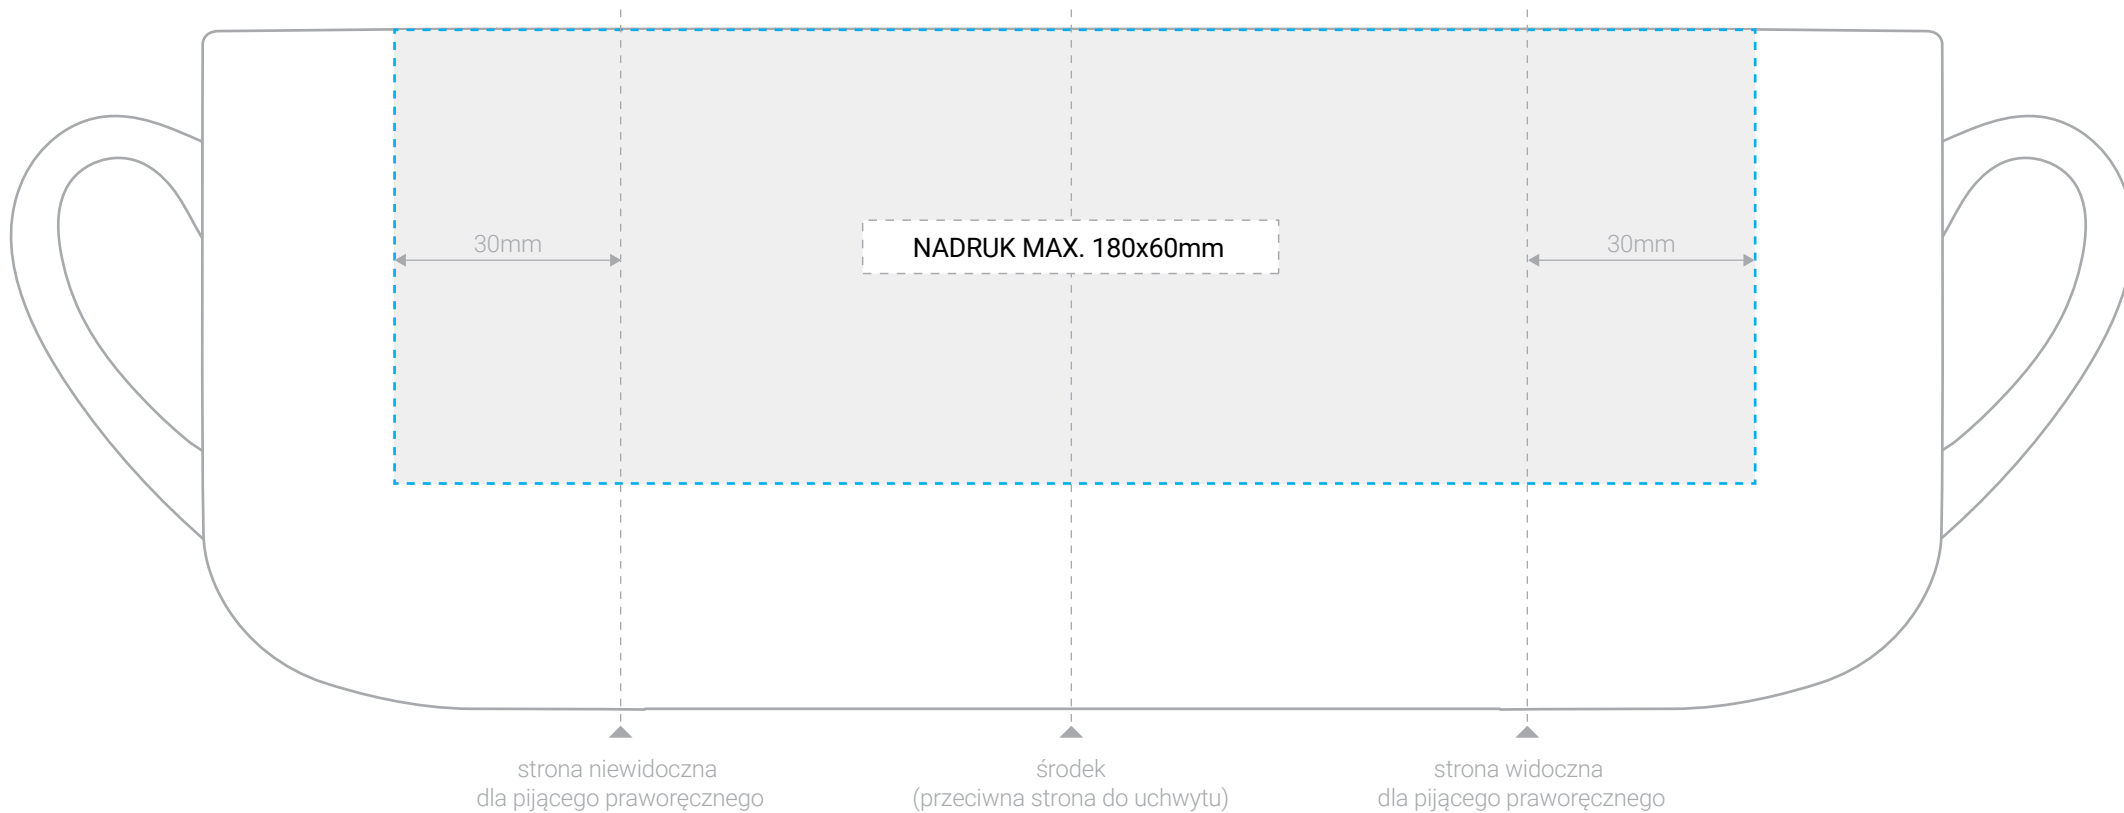 30mm
NADRUK MAX. 180x60mm
30mm
strona niewidoczna
dla pijącego praworęcznego
środek
(przeciwna strona do uchwytu)
strona widoczna
dla pijącego praworęcznego